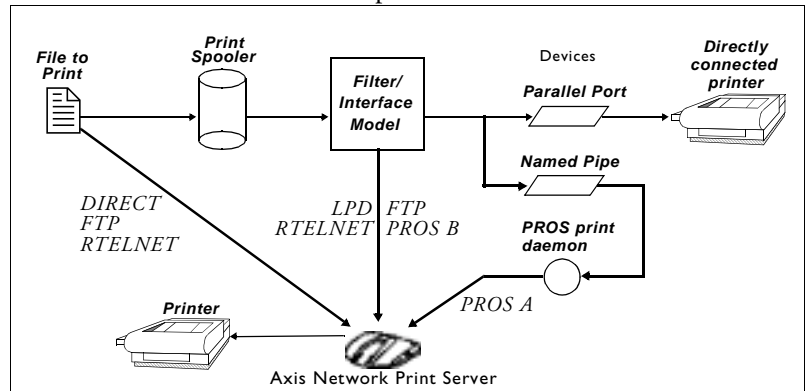 File to
Print
Print
Spooler
Filter/
Interface
Model
Devices
Parallel Port
Directly
connected
printer
Named Pipe
DIRECT
FTP
RTELNET
LPD FTP
RTELNET PROS B
PROS print
daemon
PROS A
Printer
Axis Network Print Server